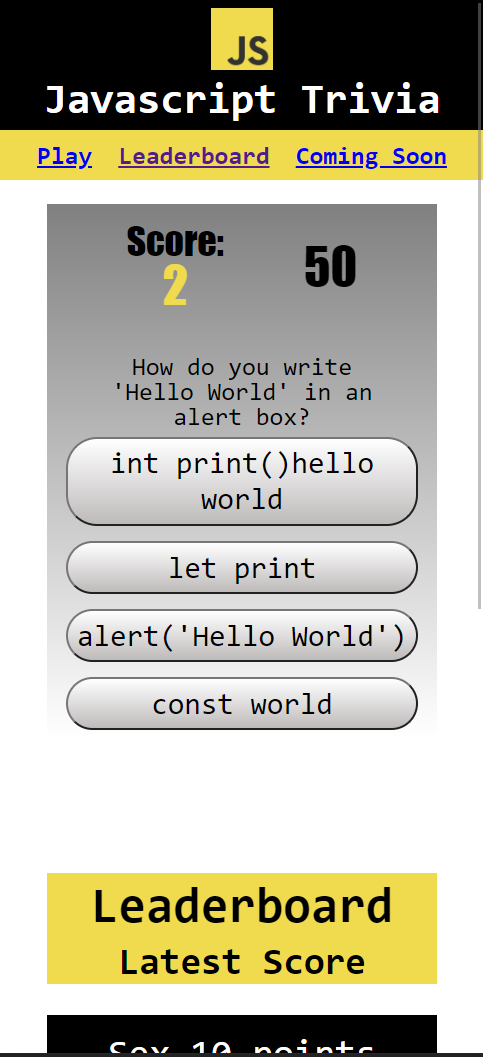 JS
Javascript Trivia
Play Leaderboard Coming Soon
Score: 50
2
How do you write
'Hello World' in an
alert box?
int print()hello
world
let print
alert('Hello World')
const world
Leaderboard
Latest Score
10 points